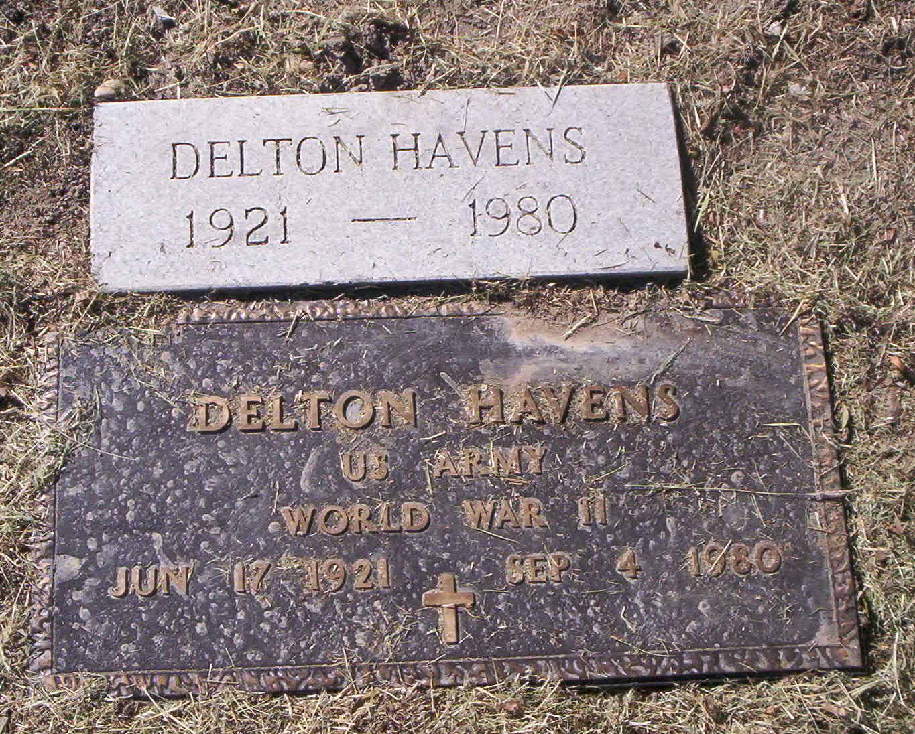 DELTON HAVENS
1921 — 1980
DELTON HAVENS
US ARMY
WORLD WAR II
JUN 17 1921 SEP 4 1980